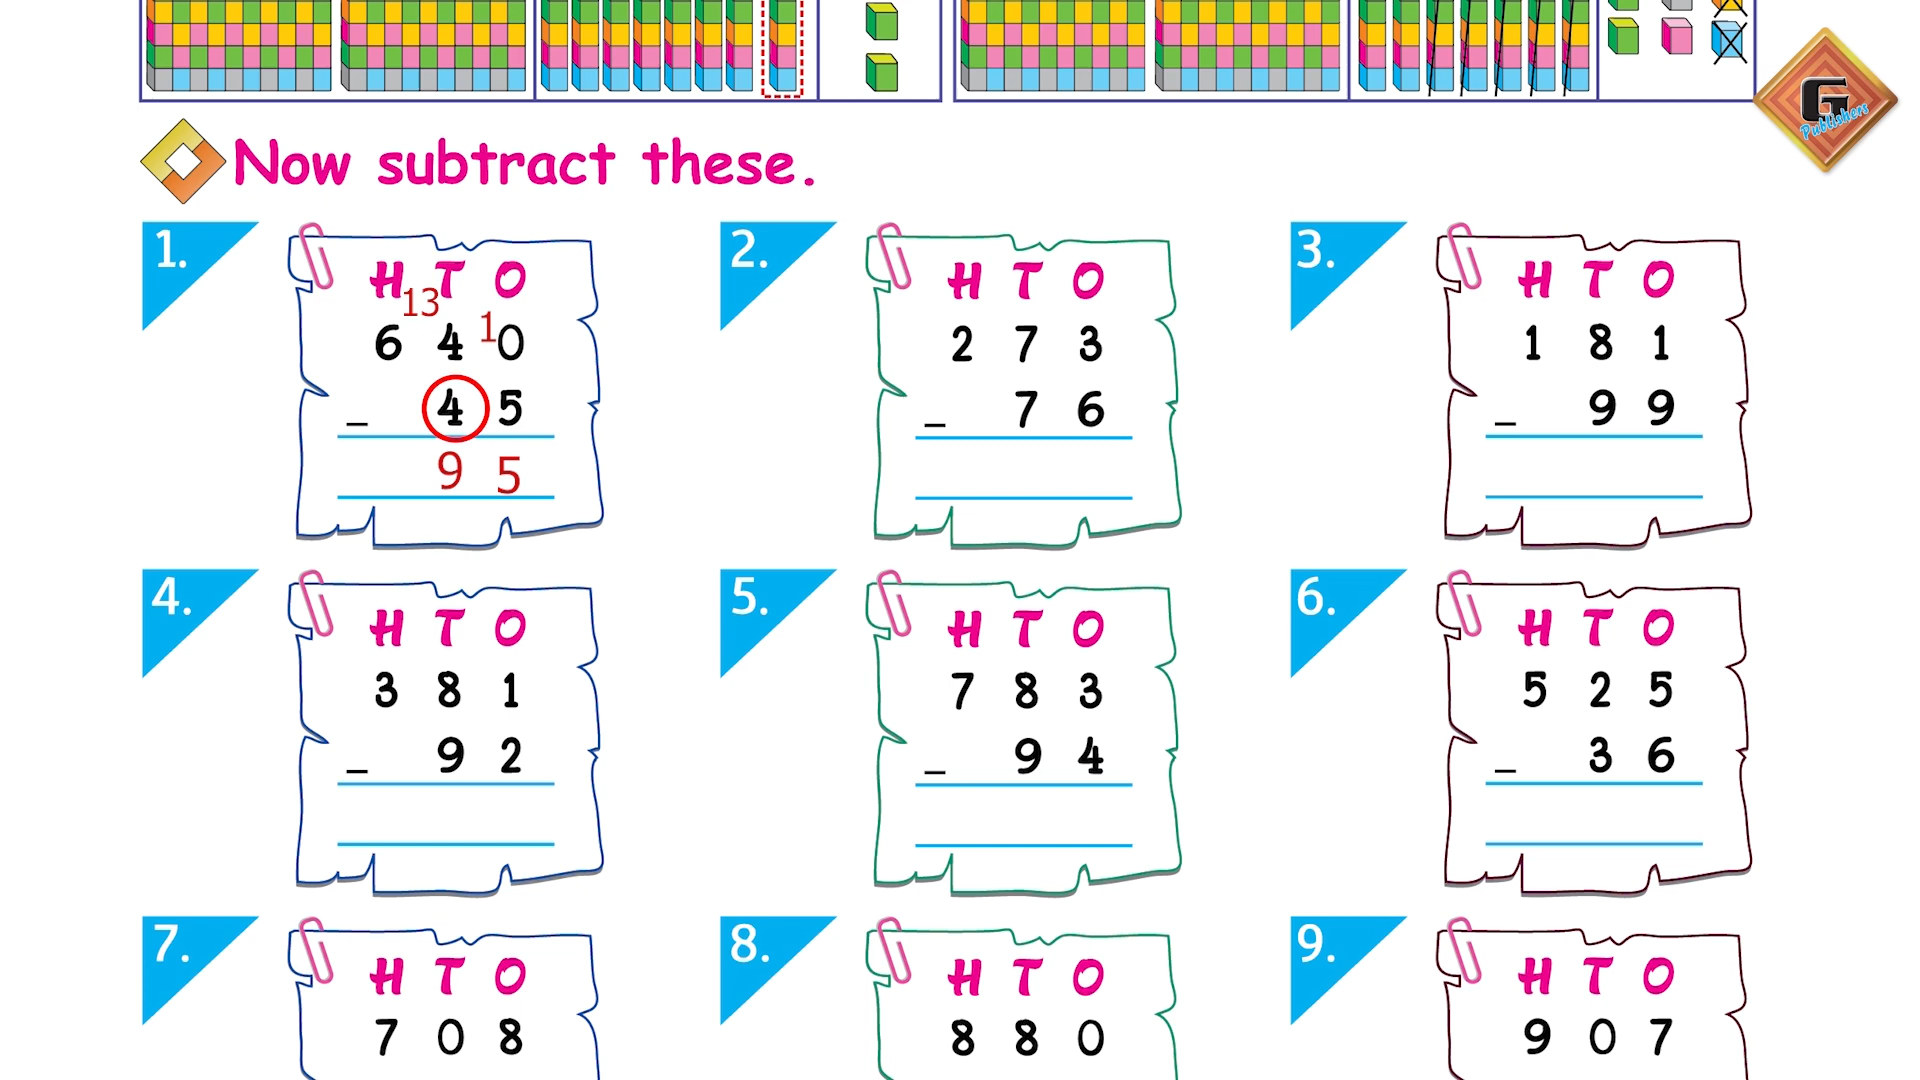 G
Publishers
Now subtract these.
1.
H T O
13
6 4 10
_ 4 5
9 5
2.
H T O
2 7 3
_ 7 6
3.
H T O
1 8 1
_ 9 9
4.
H T O
3 8 1
_ 9 2
5.
H T O
7 8 3
_ 9 4
6.
H T O
5 2 5
_ 3 6
7.
H T O
7 0 8
8.
H T O
8 8 0
9.
H T O
9 0 7